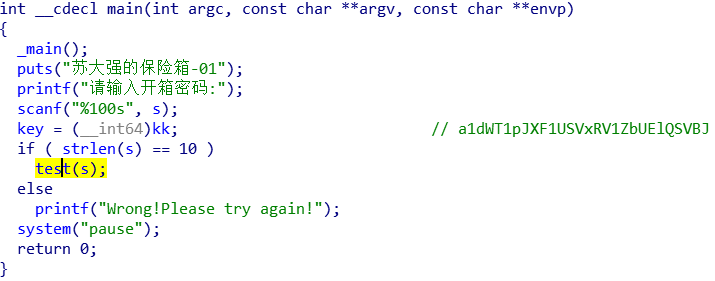 int __cdecl main(int argc, const char **argv, const char **envp)
{
  _main();
  puts("苏大强的保险箱-01");
  printf("请输入开箱密码:");
  scanf("%100s", s);
  key = (__int64)kk;                            // a1dWT1pJXF1USVxRV1ZbUElQSVBJ
  if ( strlen(s) == 10 )
    test(s);
  else
    printf("Wrong!Please try again!");
  system("pause");
  return 0;
}